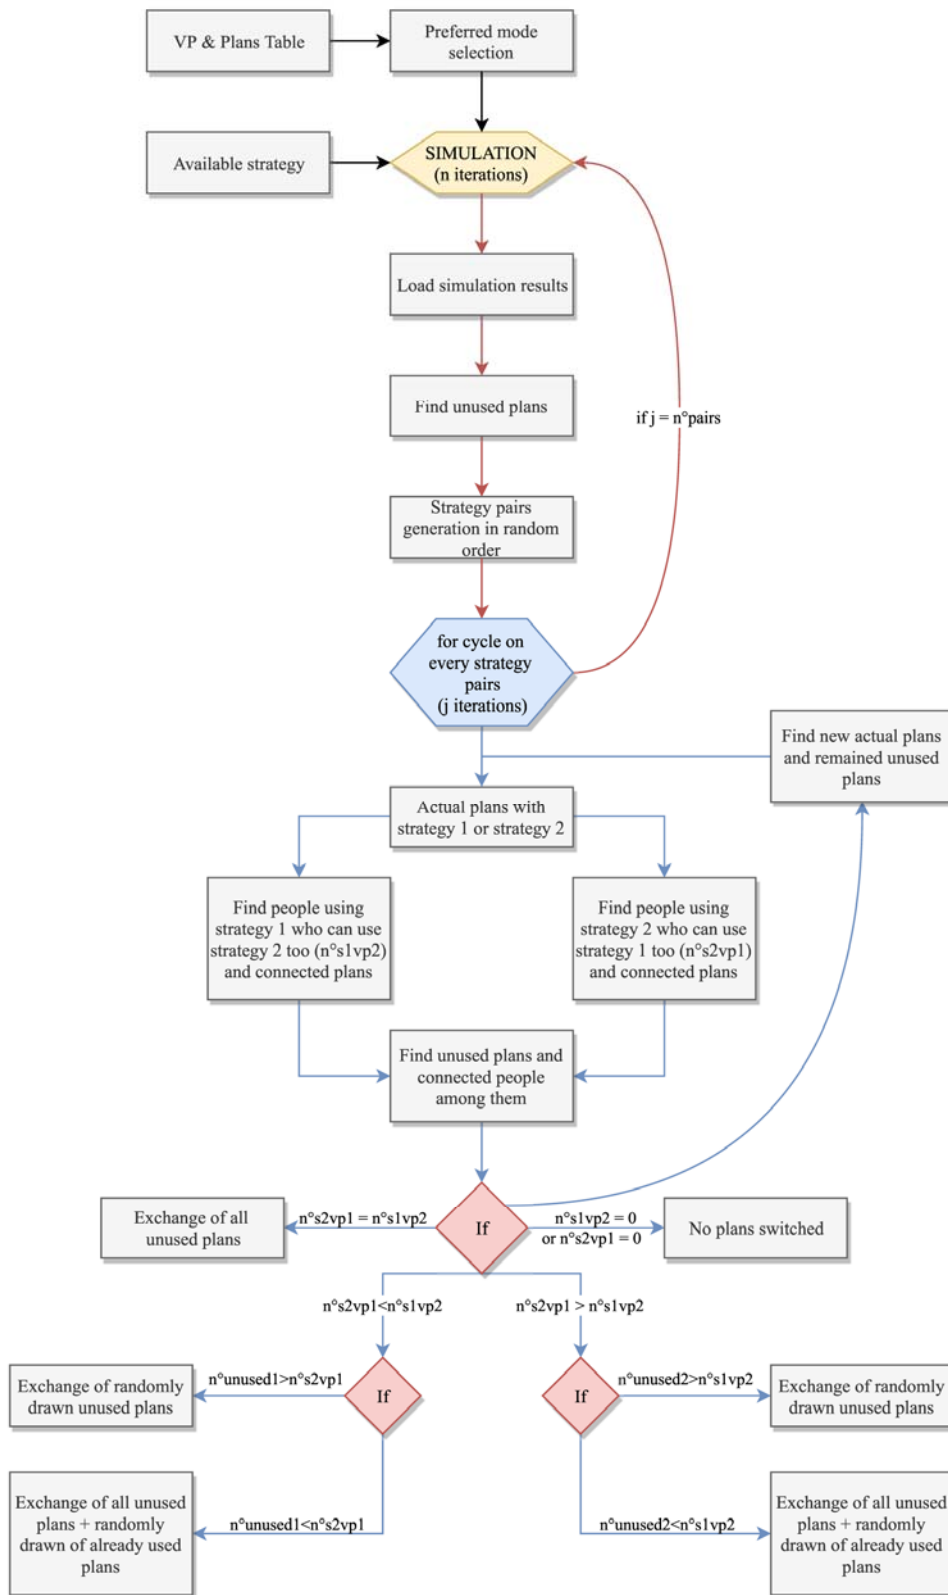 VP & Plans Table
Preferred mode
selection
Available strategy
SIMULATION
(n iterations)
Load simulation results
Find unused plans
if j = n°pairs
Strategy pairs
generation in random
order
for cycle on
every strategy
pairs
(j iterations)
Find new actual plans
and remained unused
plans
Actual plans with
strategy 1 or strategy 2
Find people using
strategy 1 who can use
strategy 2 too (n°s1vp2)
and connected plans
Find people using
strategy 2 who can use
strategy 1 too (n°s2vp1)
and connected plans
Find unused plans and
connected people
among them
Exchange of all
unused plans
n°s2vp1 = n°s1vp2
If
n°s1vp2 = 0
or n°s2vp1 = 0
No plans switched
n°s2vp1<n°s1vp2
n°s2vp1 > n°s1vp2
Exchange of randomly
drawn unused plans
n°unused1>n°s2vp1
If
If
n°unused2>n°s1vp2
Exchange of randomly
drawn unused plans
Exchange of all unused
plans + randomly
drawn of already used
plans
n°unused1<n°s2vp1
n°unused2<n°s1vp2
Exchange of all unused
plans + randomly
drawn of already used
plans